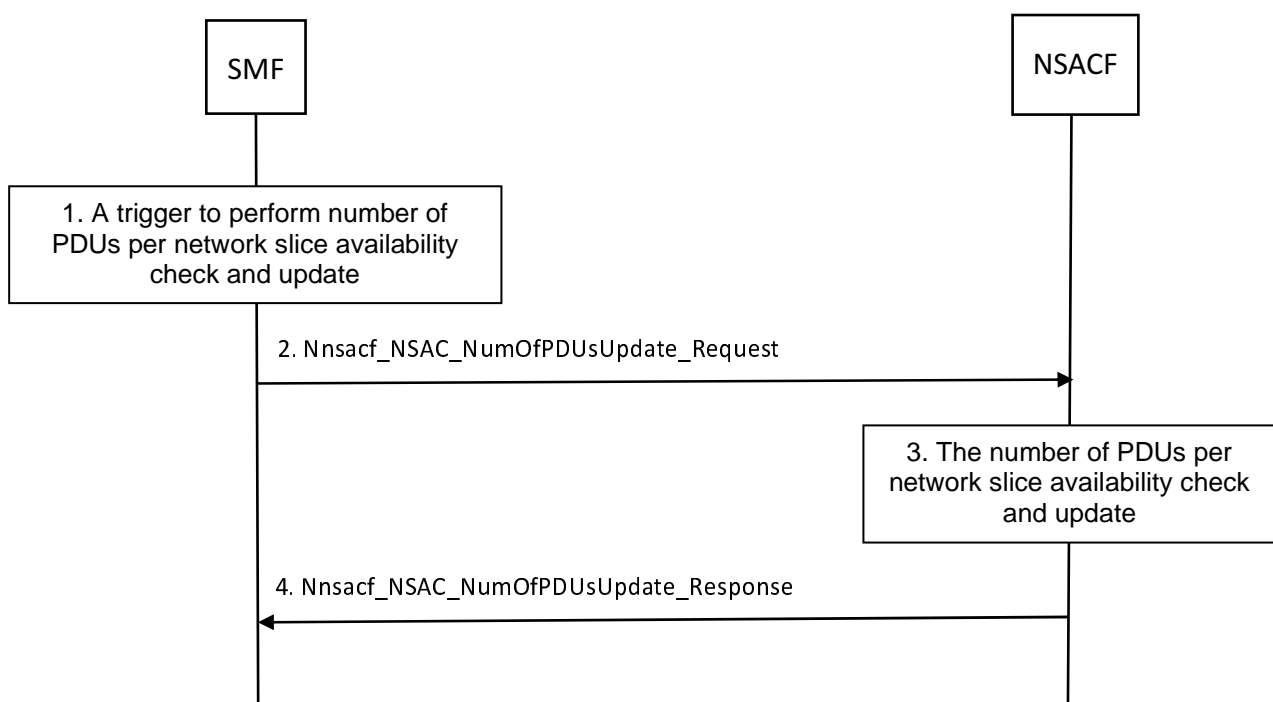 SMF
NSACF
1. A trigger to perform number of
PDUs per network slice availability
check and update
2. Nnsacf_NSAC_NumOfPDUsUpdate_Request
3. The number of PDUs per
network slice availability check
and update
4. Nnsacf_NSAC_NumOfPDUsUpdate_Response